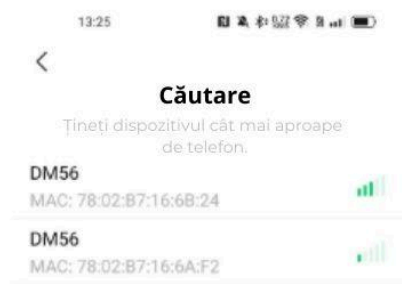 13:25
Căutare
Țineți dispozitivul cât mai aproape
de telefon.
DM56
MAC: 78:02:B7:16:6B:24
DM56
MAC: 78:02:B7:16:6A:F2